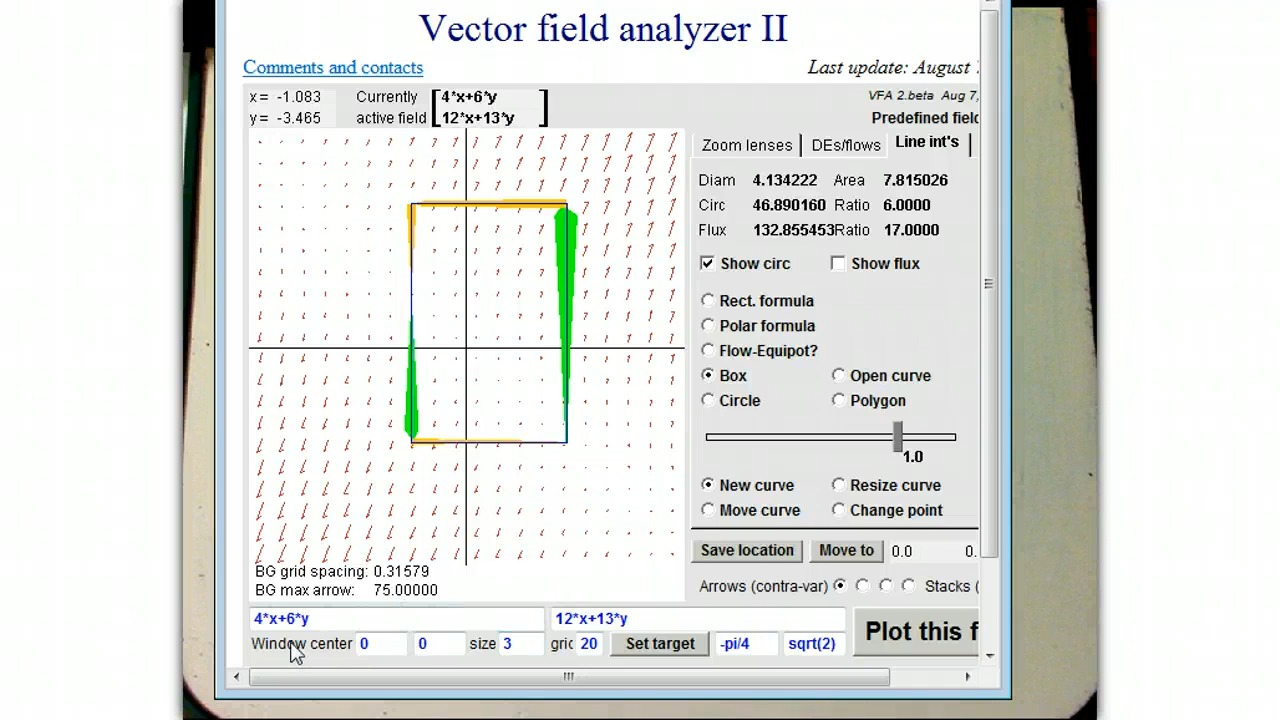 Vector field analyzer II
Comments and contacts
Last update: August
x = -1.083 Currently 4*x+6*y
y = -3.465 active field 12*x+13*y
VFA 2.beta Aug 7,
Predefined field
Zoom lenses DEs/flows Line int's
Diam 4.134222 Area 7.815026
Circ 46.890160 Ratio 6.0000
Flux 132.855453 Ratio 17.0000
Show circ Show flux
Rect. formula
Polar formula
Flow-Equipot?
Box Open curve
Circle Polygon
1.0
New curve Resize curve
Move curve Change point
Save location Move to 0.0 0.
Arrows (contra-var) Stacks (
BG grid spacing: 0.31579
BG max arrow: 75.00000
4*x+6*y 12*x+13*y
Window center 0 0 size 3 gric 20 Set target -pi/4 sqrt(2)
Plot this f